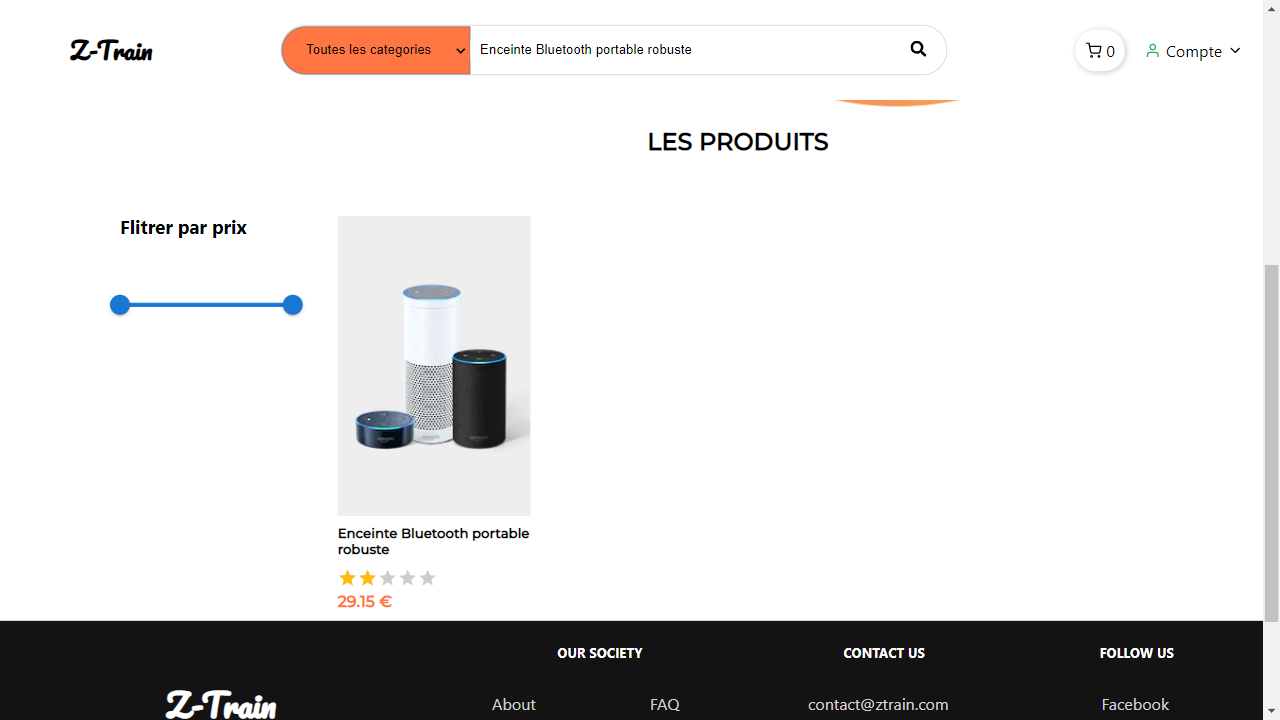 Z-Train
Toutes les categories
Enceinte Bluetooth portable robuste
0
Compte
LES PRODUITS
Flitrer par prix
Enceinte Bluetooth portable
robuste
29.15 €
OUR SOCIETY
CONTACT US
FOLLOW US
Z-Train
About
FAQ
contact@ztrain.com
Facebook